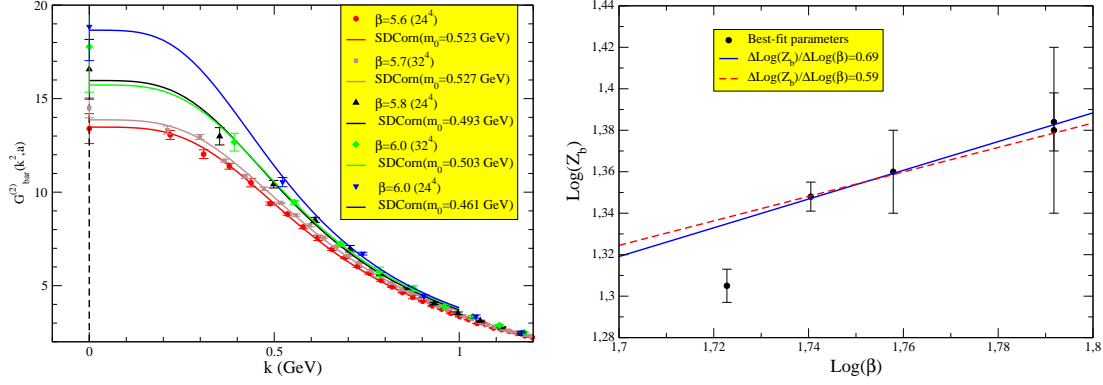 20
15
10
5
G^{(2)}_{bar}(k^2,a)
0
0.5
1
k (GeV)
β=5.6 (24^4)
SDCorn(m_0=0.523 GeV)
β=5.7(32^4)
SDCorn(m_0=0.527 GeV)
β=5.8 (24^4)
SDCorn(m_0=0.493 GeV)
β=6.0 (32^4)
SDCorn(m_0=0.503 GeV)
β=6.0 (24^4)
SDCorn(m_0=0.461 GeV)
1,44
1,42
1,4
1,38
1,36
1,34
1,32
1,3
1,28
Log(Z_b)
1,7
1,72
1,74
1,76
1,78
1,8
Log(β)
Best-fit parameters
ΔLog(Z_b)/ΔLog(β)=0.69
ΔLog(Z_b)/ΔLog(β)=0.59